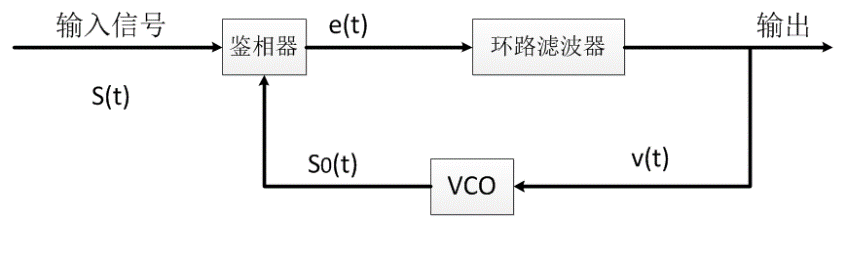 输入信号
鉴相器
e(t)
环路滤波器
输出
S(t)
S0(t)
VCO
v(t)